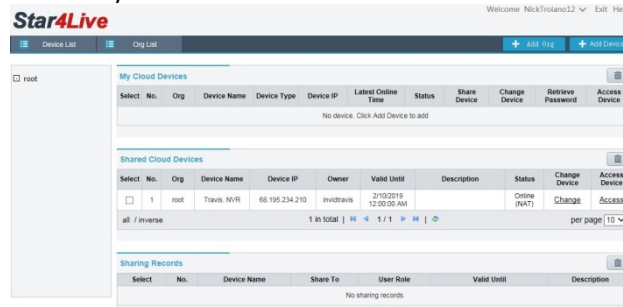 Welcome NickTroiano12 Exit He
Star4Live
Device List Org List + Add Org + Add Device
root
My Cloud Devices
Select No. Org Device Name Device Type Device IP Latest Online Time Status Share Device Change Device Retrieve Password Access Device
No device. Click Add Device to add
Shared Cloud Devices
Select No. Org Device Name Device IP Owner Valid Until Description Status Change Device Access Device
1 root Travis. NVR 68.195.234.210 invidtravis 2/10/2019 12:00:00 AM Online (NAT) Change Access
all / inverse 1 in total | 1 / 1 | per page 10
Sharing Records
Select No. Device Name Share To User Role Valid Until Description
No sharing records.